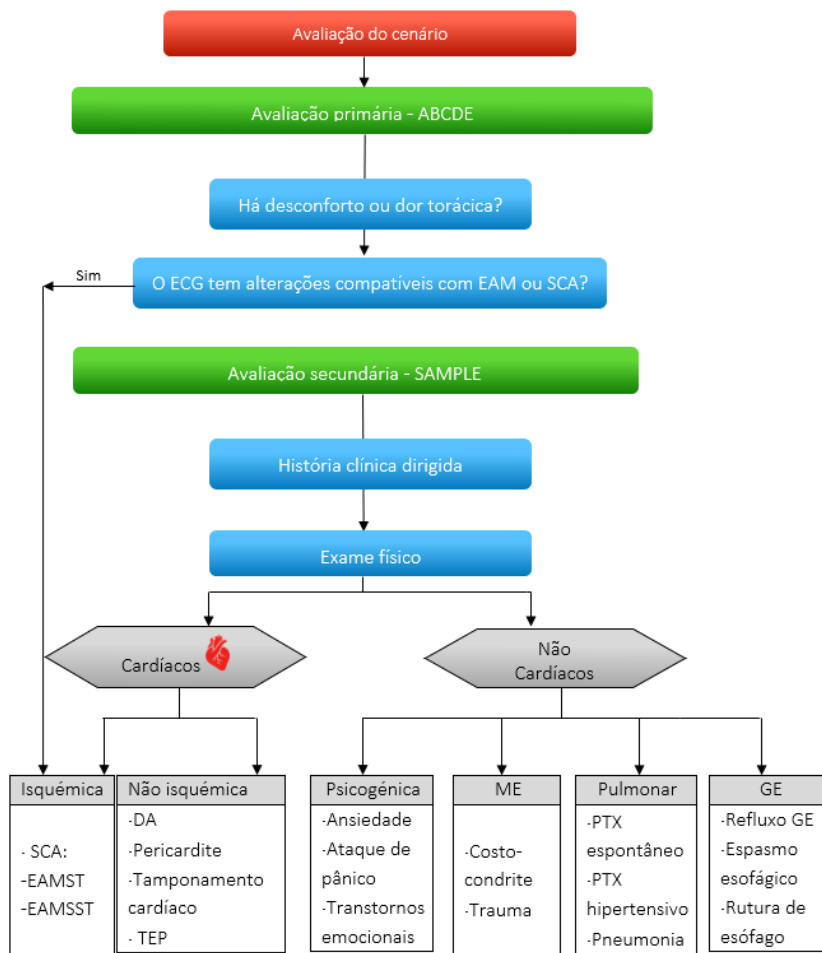 Avaliação do cenário
Avaliação primária - ABCDE
Há desconforto ou dor torácica?
Sim
O ECG tem alterações compatíveis com EAM ou SCA?
Avaliação secundária - SAMPLE
História clínica dirigida
Exame físico
Cardíacos
Não
Cardíacos
Isquémica
- SCA:
-EAMST
-EAMSST
Não isquémica
-DA
-Pericardite
-Tamponamento
cardíaco
- TEP
Psicogénica
-Ansiedade
-Ataque de
pânico
-Transtornos
emocionais
ME
-Costo-
condrite
-Trauma
Pulmonar
-PTX
espontâneo
-PTX
hipertensivo
-Pneumonia
GE
-Refluxo GE
-Espasmo
esofágico
-Rutura de
esófago